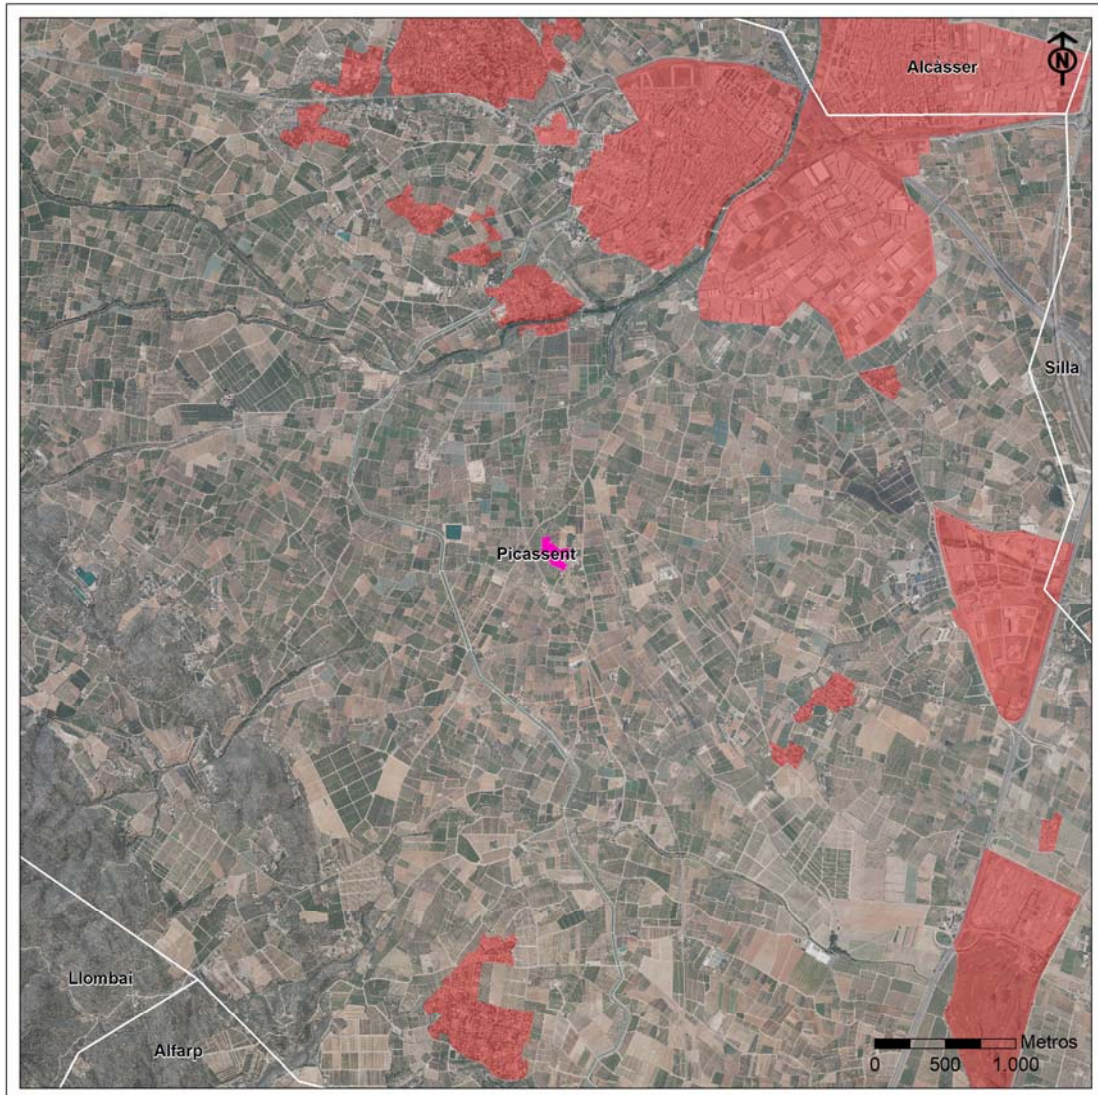 Alcàsser
N
Silla
Picassent
Llombai
Alfarp
Metros
0 500 1.000